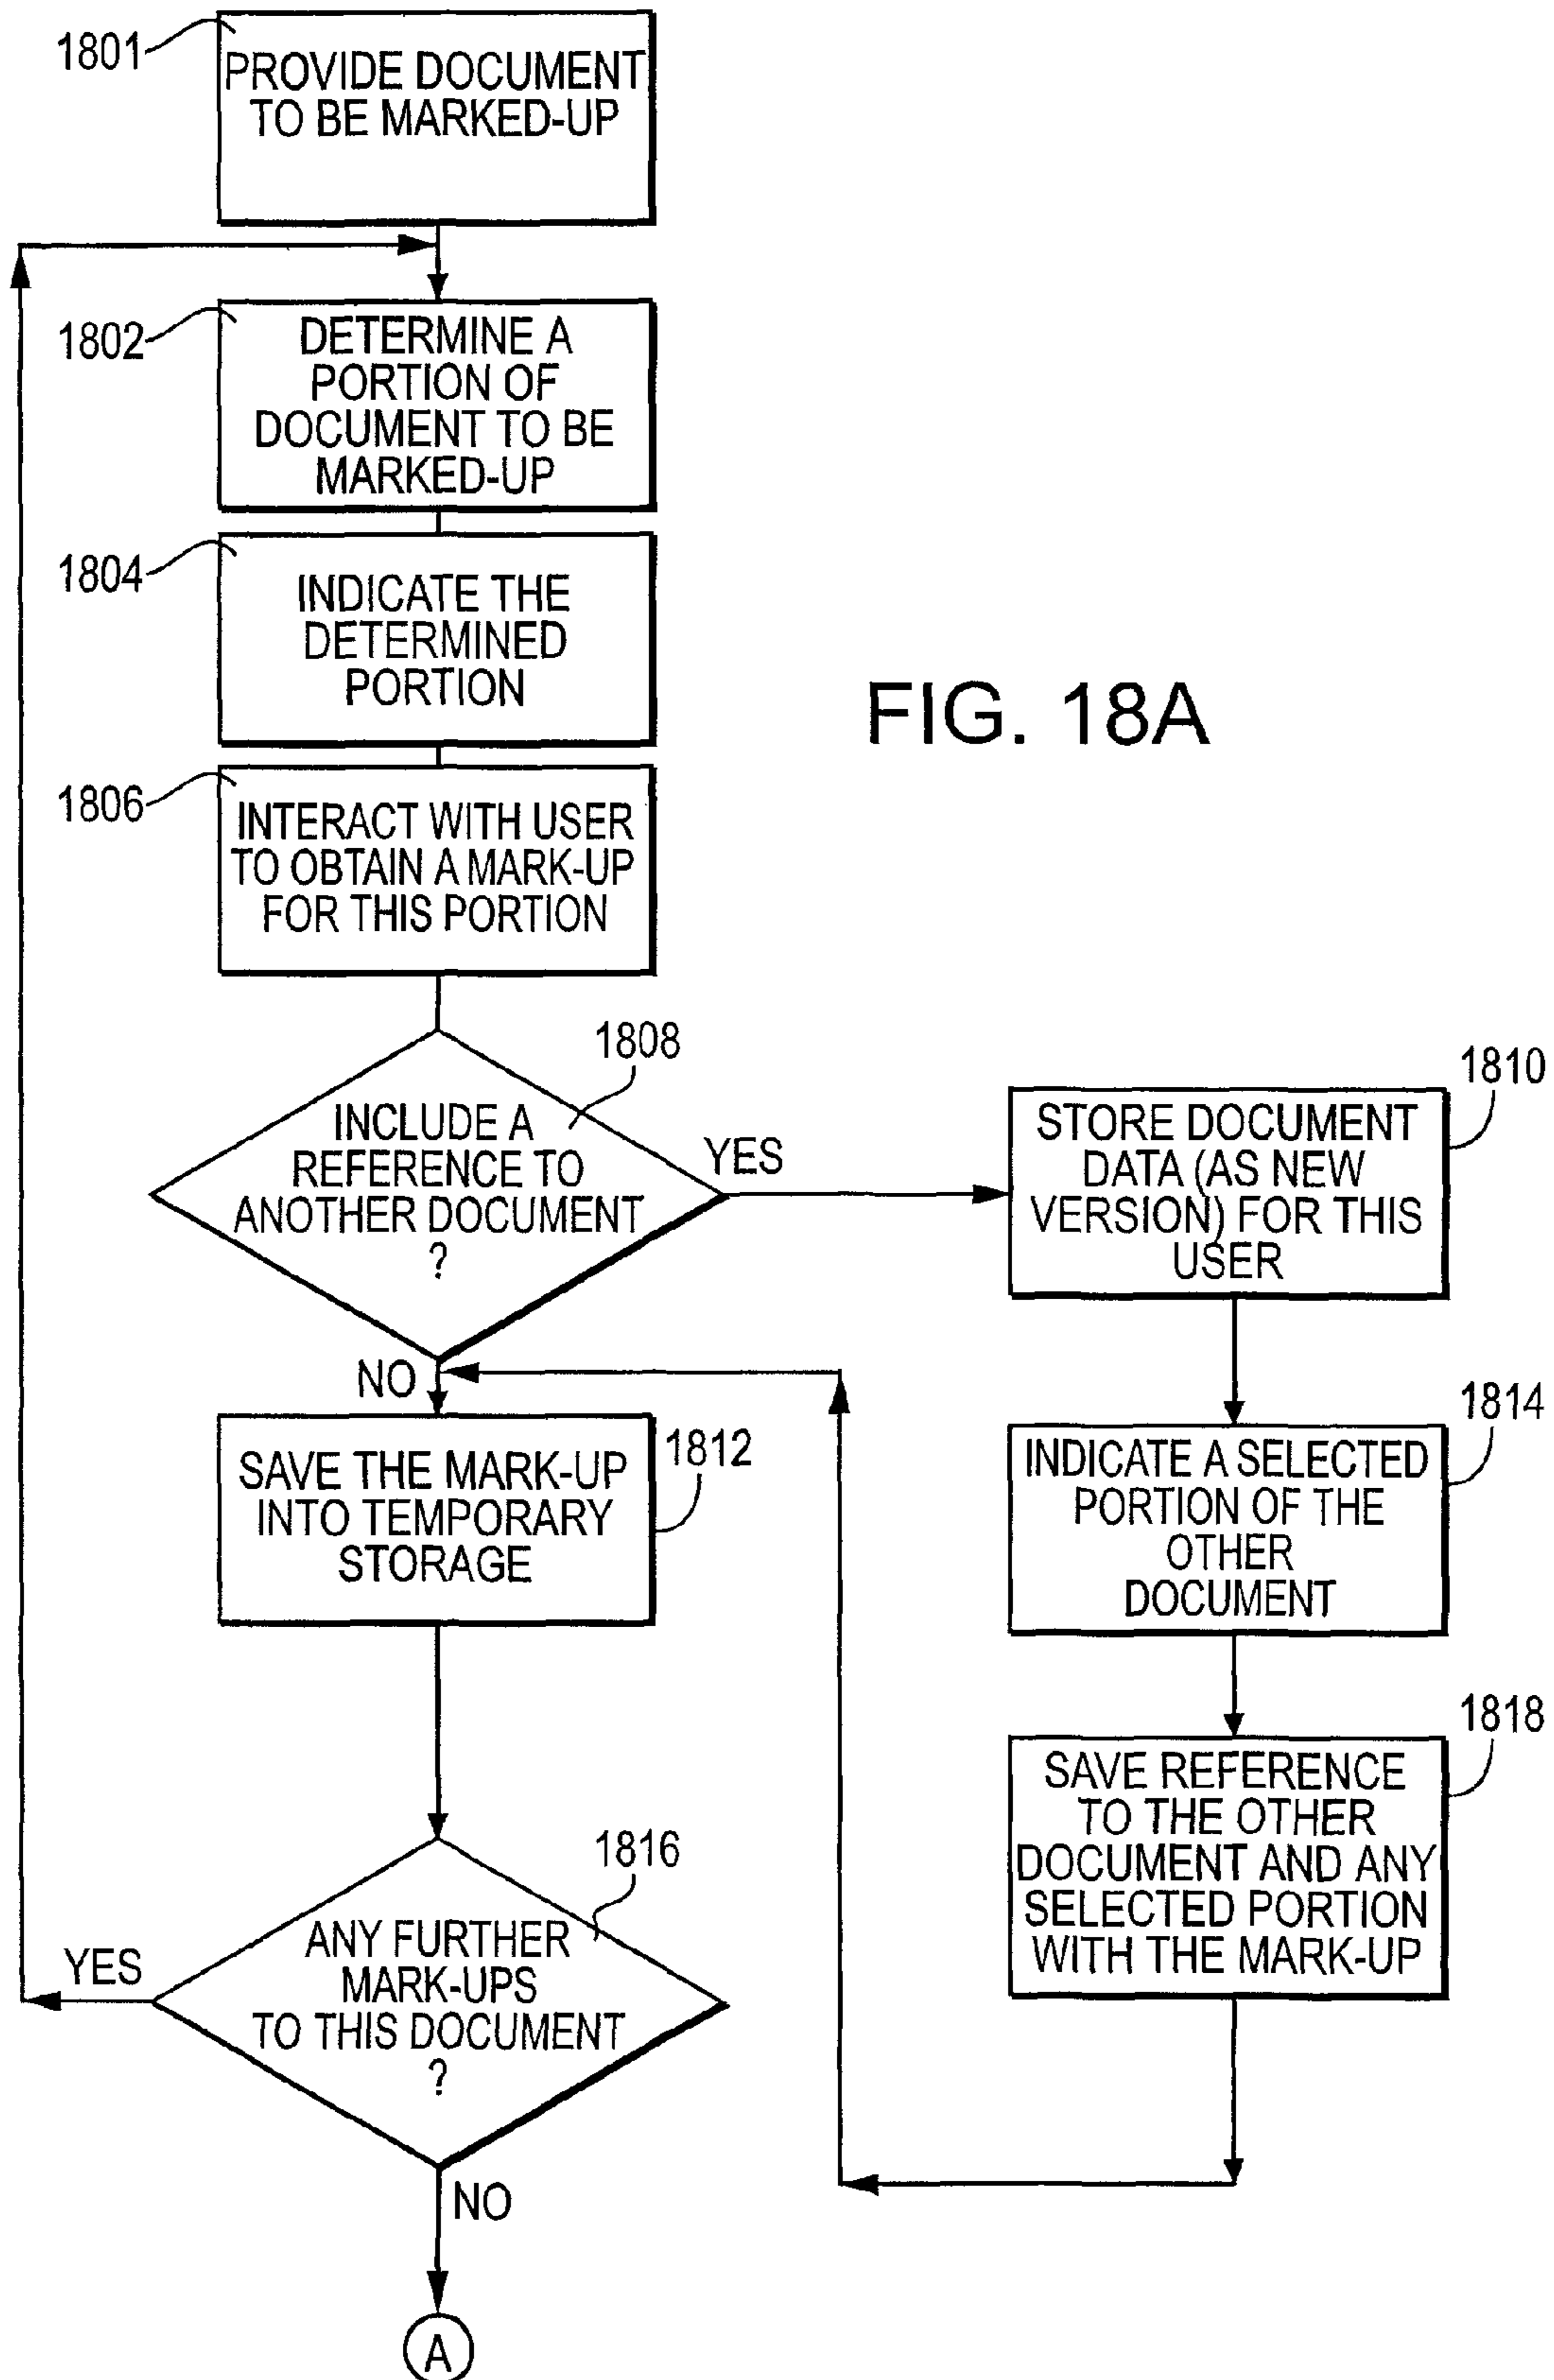 1801
PROVIDE DOCUMENT
TO BE MARKED-UP
1802
DETERMINE A
PORTION OF
DOCUMENT TO BE
MARKED-UP
1804
INDICATE THE
DETERMINED
PORTION
FIG. 18A
1806
INTERACT WITH USER
TO OBTAIN A MARK-UP
FOR THIS PORTION
1808
INCLUDE A
REFERENCE TO
ANOTHER DOCUMENT
?
YES
NO
1810
STORE DOCUMENT
DATA (AS NEW
VERSION) FOR THIS
USER
1812
SAVE THE MARK-UP
INTO TEMPORARY
STORAGE
1814
INDICATE A SELECTED
PORTION OF THE
OTHER
DOCUMENT
1818
SAVE REFERENCE
TO THE OTHER
DOCUMENT AND ANY
SELECTED PORTION
WITH THE MARK-UP
1816
ANY FURTHER
MARK-UPS
TO THIS DOCUMENT
?
YES
NO
A